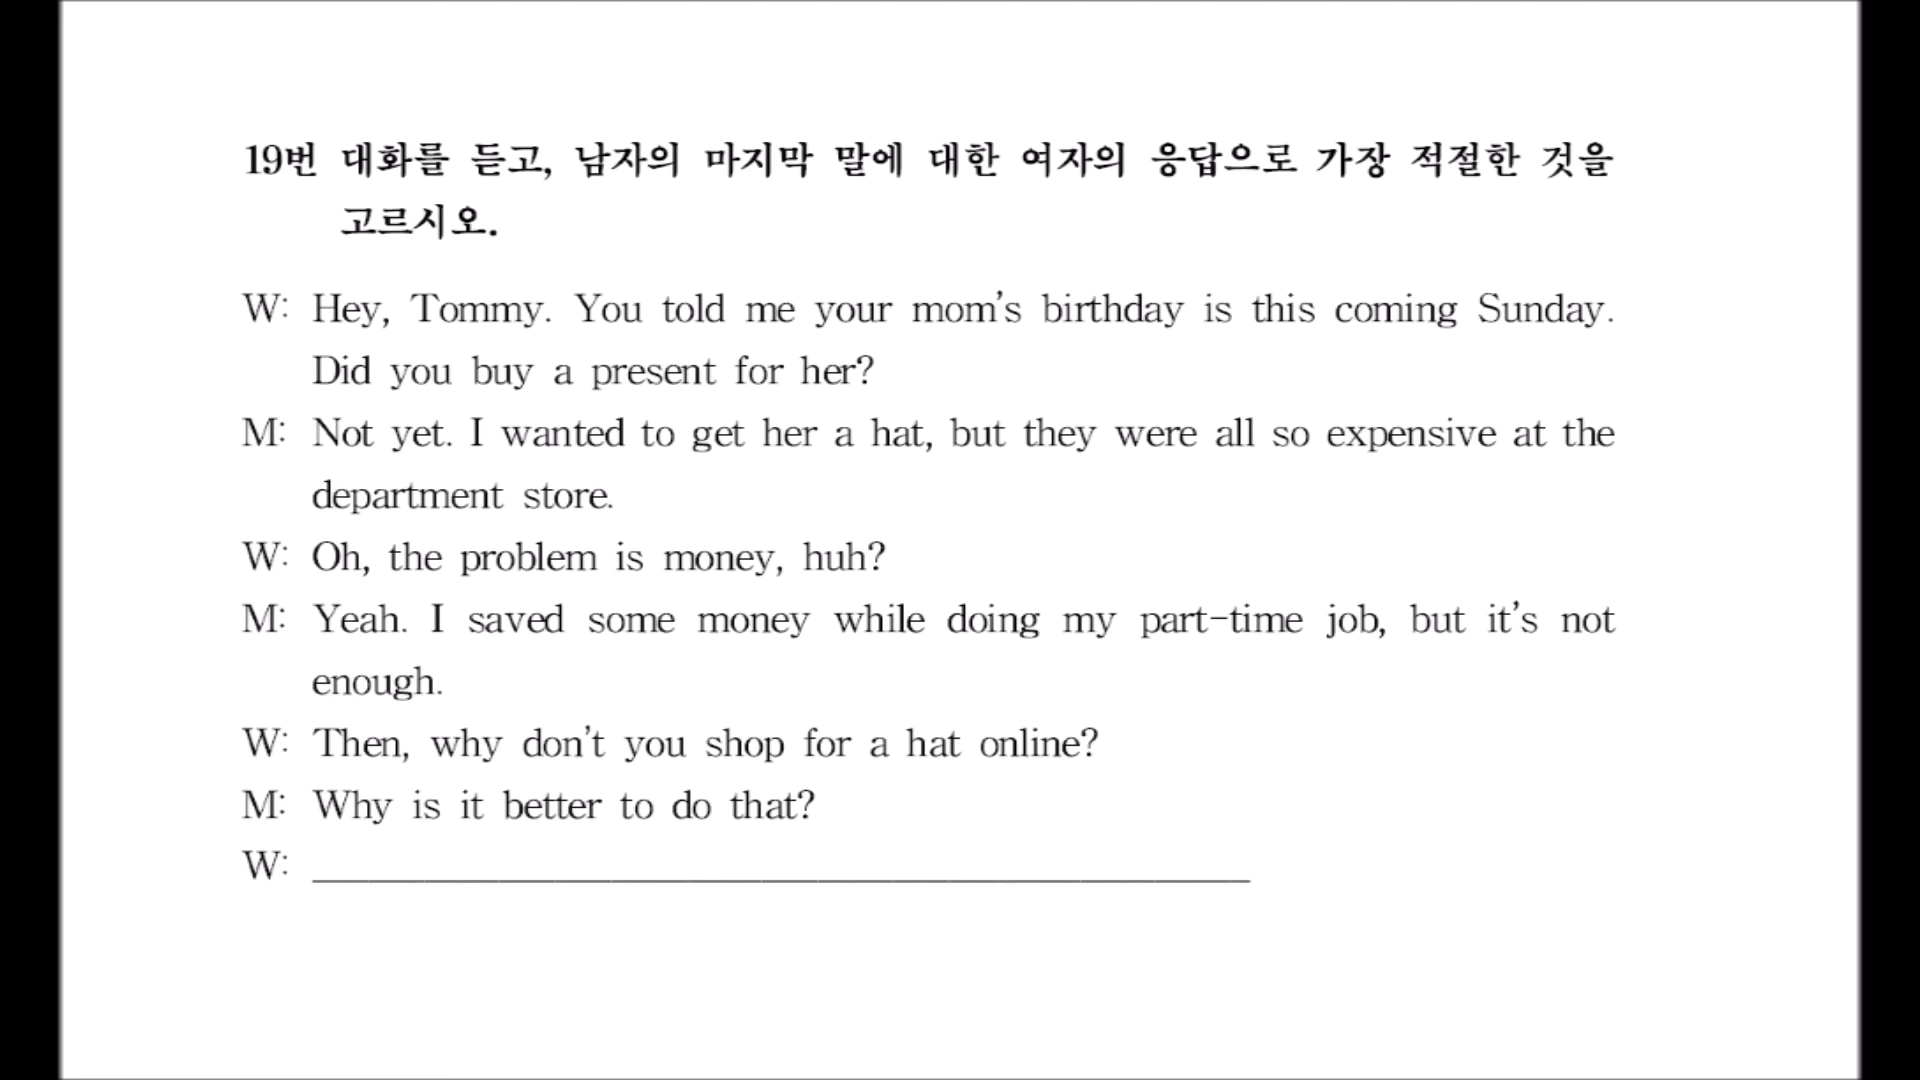 19번 대화를 듣고, 남자의 마지막 말에 대한 여자의 응답으로 가장 적절한 것을
고르시오.
W: Hey, Tommy. You told me your mom's birthday is this coming Sunday.
Did you buy a present for her?
M: Not yet. I wanted to get her a hat, but they were all so expensive at the
department store.
W: Oh, the problem is money, huh?
M: Yeah. I saved some money while doing my part-time job, but it's not
enough.
W: Then, why don't you shop for a hat online?
M: Why is it better to do that?
W: ________________________________________